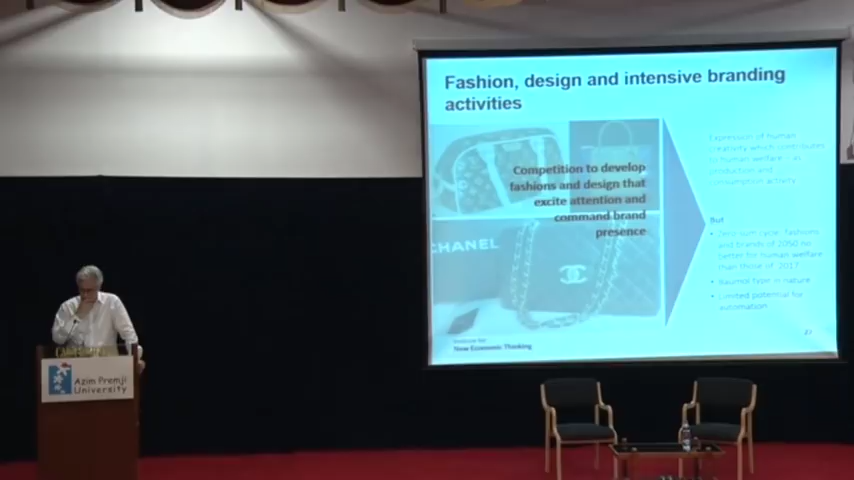 Fashion, design and intensive branding
activities
Competition to develop
fashions and design that
excite attention and
command brand
presence
CHANEL
Expression of human
creativity which contributes
to human welfare – as
production and
consumption activity
But
• Zero-sum cycle: fashions
and brands of 2050 no
better for human welfare
than those of 2017
• Baumol type in nature
• Limited potential for
automation
Institute for
New Economic Thinking
Azim Premji
University